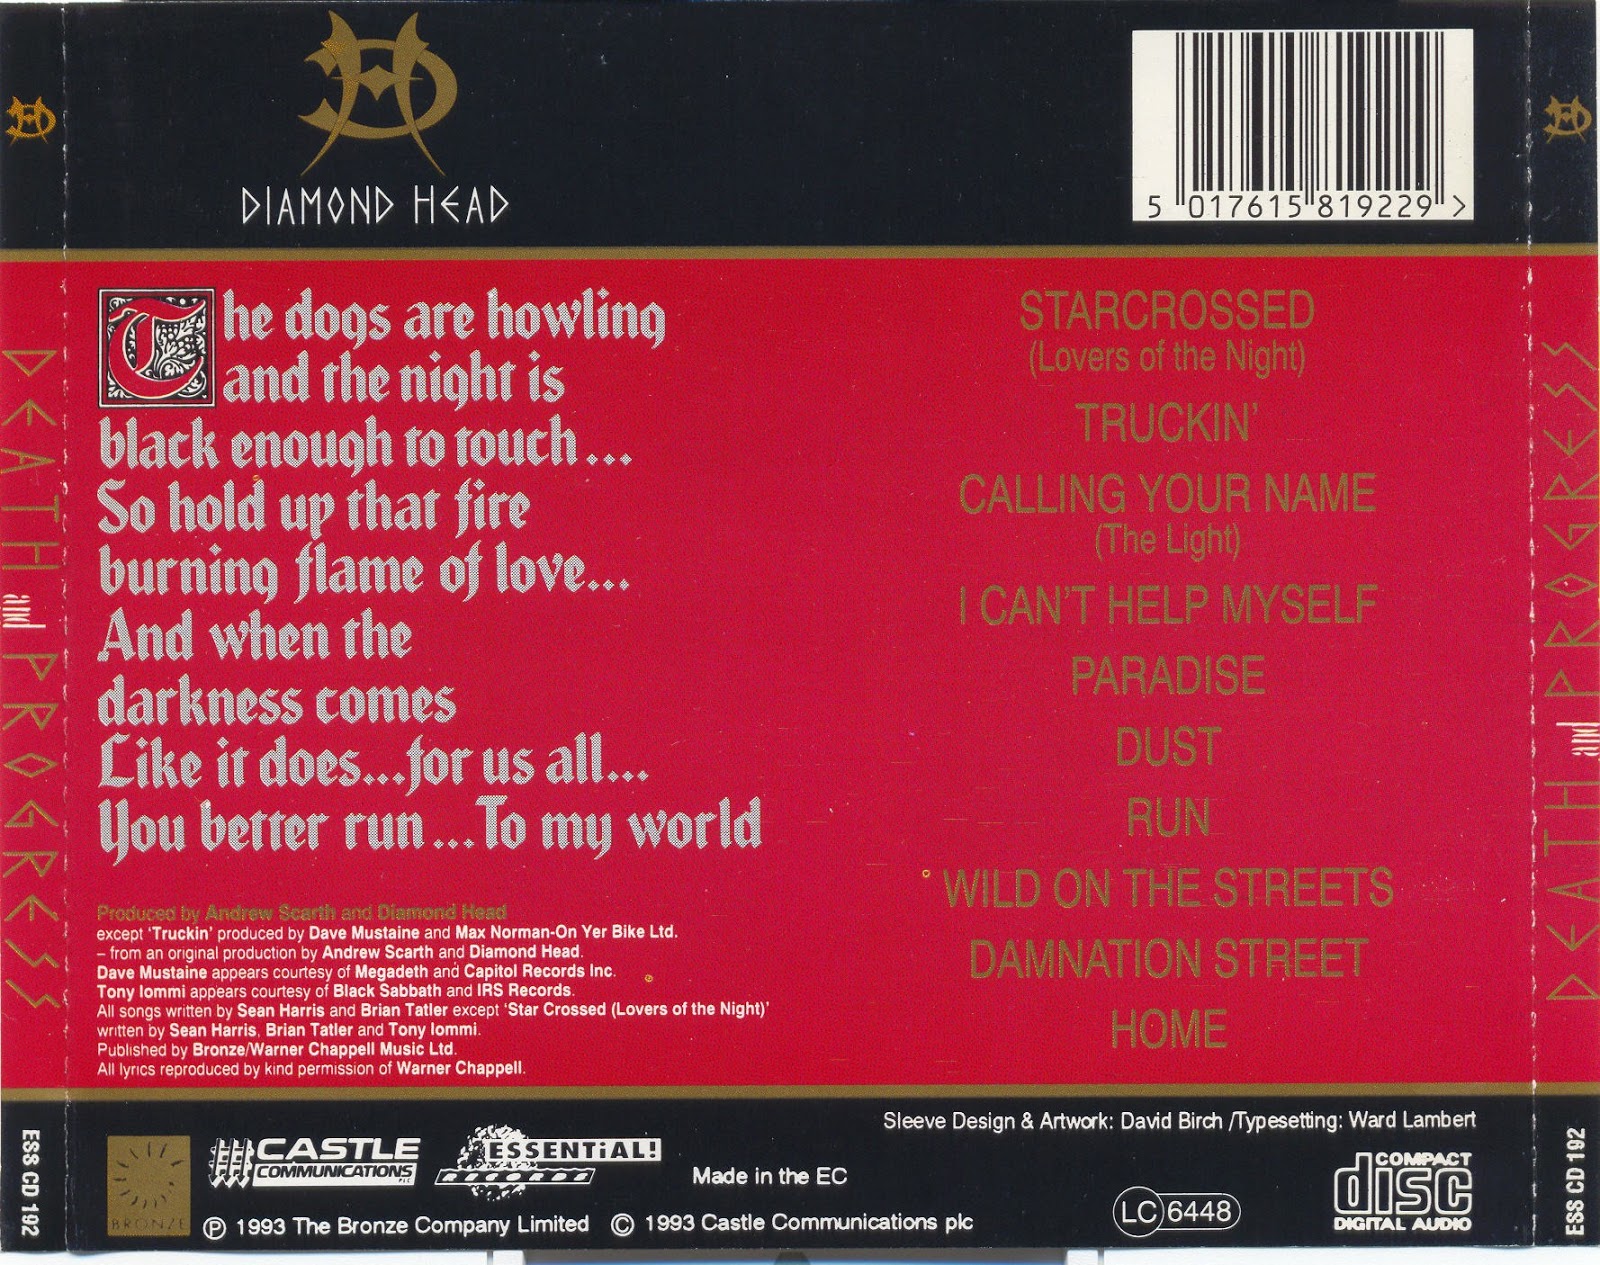 DIAMOND HEAD
5 017615 819229 >
The dogs are howling
and the night is
black enough to touch...
So hold up that fire
burning flame of love...
And when the
darkness comes
Like it does...for us all...
You better run...To my world
Produced by Andrew Scarth and Diamond Head
except 'Truckin' produced by Dave Mustaine and Max Norman-On Yer Bike Ltd.
– from an original production by Andrew Scarth and Diamond Head.
Dave Mustaine appears courtesy of Megadeth and Capitol Records Inc.
Tony Iommi appears courtesy of Black Sabbath and IRS Records.
All songs written by Sean Harris and Brian Tatler except 'Star Crossed (Lovers of the Night)'
written by Sean Harris, Brian Tatler and Tony Iommi.
Published by Bronze/Warner Chappell Music Ltd.
All lyrics reproduced by kind permission of Warner Chappell.
STARCROSSED
(Lovers of the Night)
TRUCKIN'
CALLING YOUR NAME
(The Light)
I CAN'T HELP MYSELF
PARADISE
DUST
RUN
WILD ON THE STREETS
DAMNATION STREET
HOME
Sleeve Design & Artwork: David Birch /Typesetting: Ward Lambert
BRONZE
CASTLE
COMMUNICATIONS
PLC
ESSENTiAL!
RECORDS
Made in the EC
Ⓟ 1993 The Bronze Company Limited © 1993 Castle Communications plc
LC 6448
COMPACT
disc
DIGITAL AUDIO
DEATH and PROGRESS
ESS CD 192
DEATH and PROGRESS
ESS CD 192